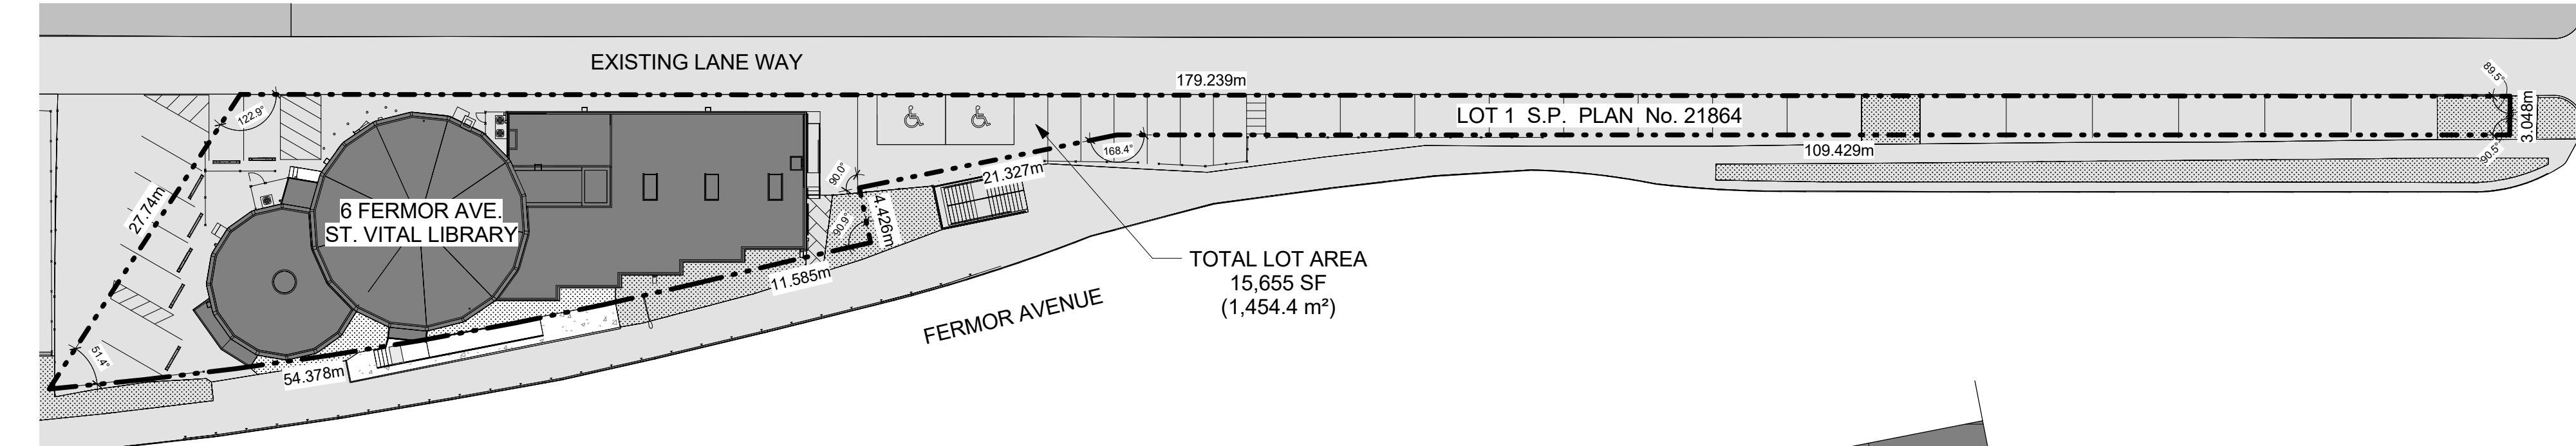 EXISTING LANE WAY
179.239m
89.5°
122.9°
LOT 1 S.P. PLAN No. 21864
3.048m
168.4°
109.429m
90.5°
90.0°
21.327m
27.74m
6 FERMOR AVE.
ST. VITAL LIBRARY
4.426m
90.9°
TOTAL LOT AREA
15,655 SF
(1,454.4 m²)
11.585m
FERMOR AVENUE
51.4°
54.378m